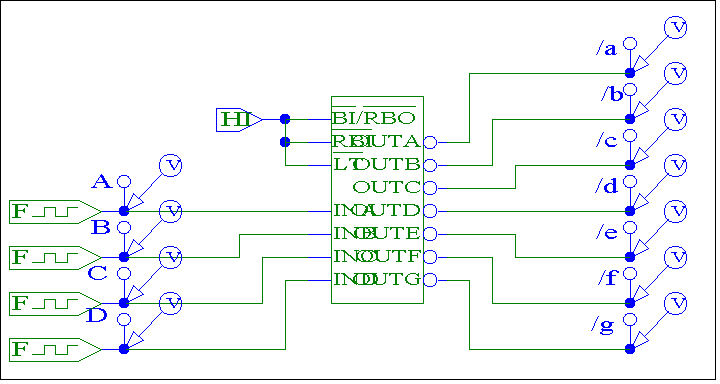 /a V
/b V
HI
BI/RBO
/c V
RBI OUTA
LT OUTB
OUTC
A V
/d V
F
INA OUTD
B V
/e V
INB OUTE
F
C V
/f V
INC OUTF
F
D V
/g V
IND OUTG
F